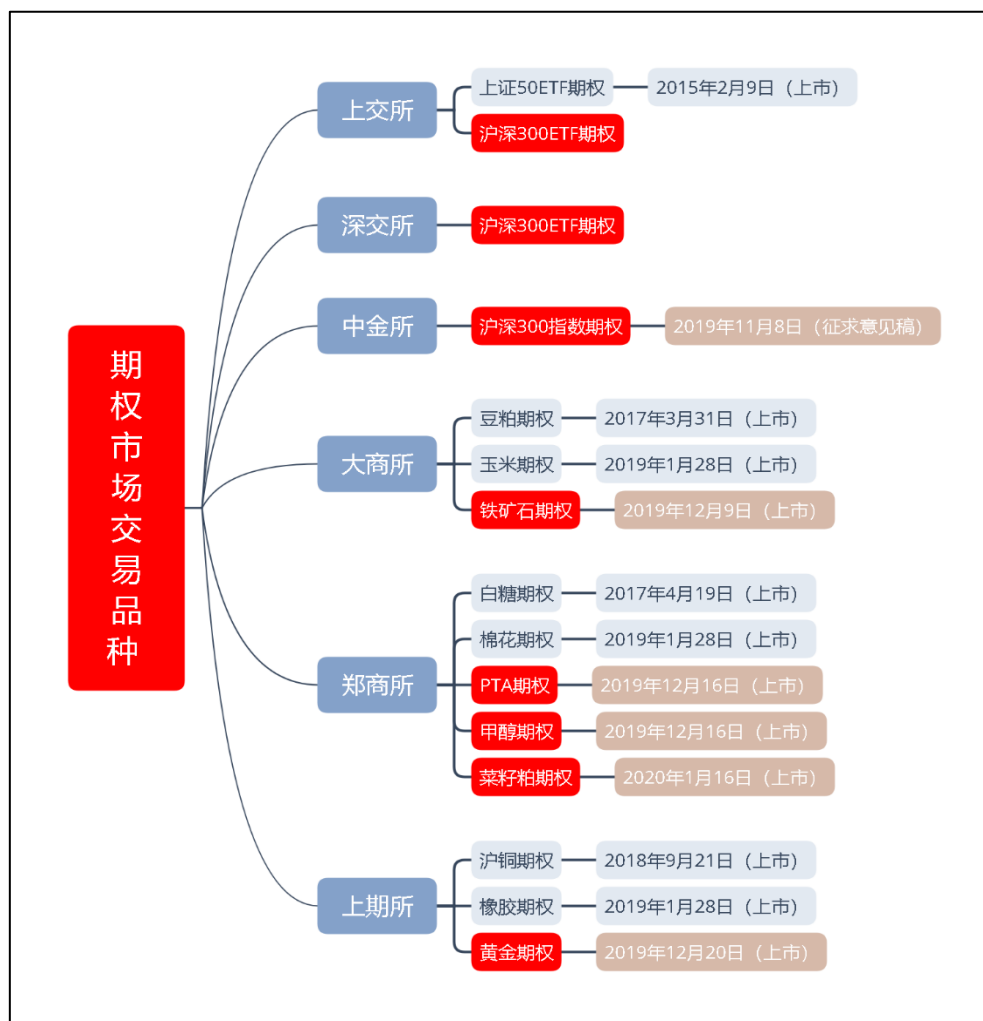 期权市场交易品种
上交所
上证50ETF期权
2015年2月9日（上市）
沪深300ETF期权
深交所
沪深300ETF期权
中金所
沪深300指数期权
2019年11月8日（征求意见稿）
大商所
豆粕期权
2017年3月31日（上市）
玉米期权
2019年1月28日（上市）
铁矿石期权
2019年12月9日（上市）
郑商所
白糖期权
2017年4月19日（上市）
棉花期权
2019年1月28日（上市）
PTA期权
2019年12月16日（上市）
甲醇期权
2019年12月16日（上市）
菜籽粕期权
2020年1月16日（上市）
上期所
沪铜期权
2018年9月21日（上市）
橡胶期权
2019年1月28日（上市）
黄金期权
2019年12月20日（上市）